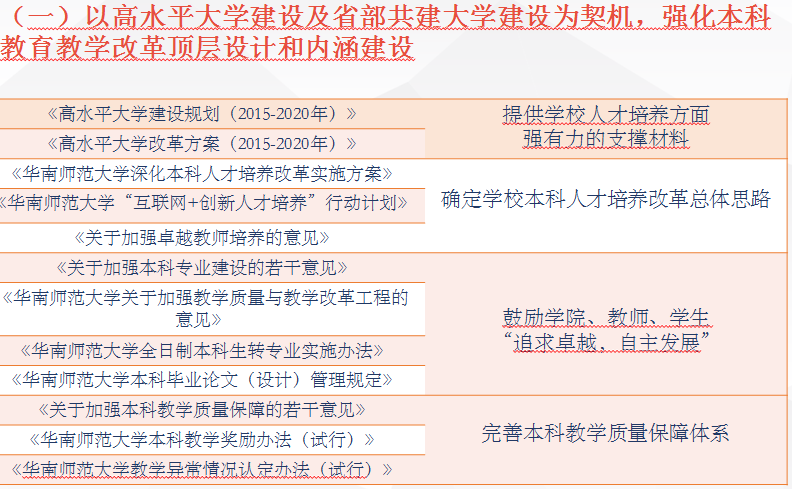 （一）以高水平大学建设及省部共建大学建设为契机，强化本科
教育教学改革顶层设计和内涵建设
《高水平大学建设规划（2015-2020年）》
《高水平大学改革方案（2015-2020年）》
提供学校人才培养方面
强有力的支撑材料
《华南师范大学深化本科人才培养改革实施方案》
《华南师范大学“互联网+创新人才培养”行动计划》
《关于加强卓越教师培养的意见》
确定学校本科人才培养改革总体思路
《关于加强本科专业建设的若干意见》
《华南师范大学关于加强教学质量与教学改革工程的
意见》
《华南师范大学全日制本科生转专业实施办法》
《华南师范大学本科毕业论文（设计）管理规定》
鼓励学院、教师、学生
“追求卓越、自主发展”
《关于加强本科教学质量保障的若干意见》
《华南师范大学本科教学奖励办法（试行）》
《华南师范大学教学异常情况认定办法（试行）》
完善本科教学质量保障体系